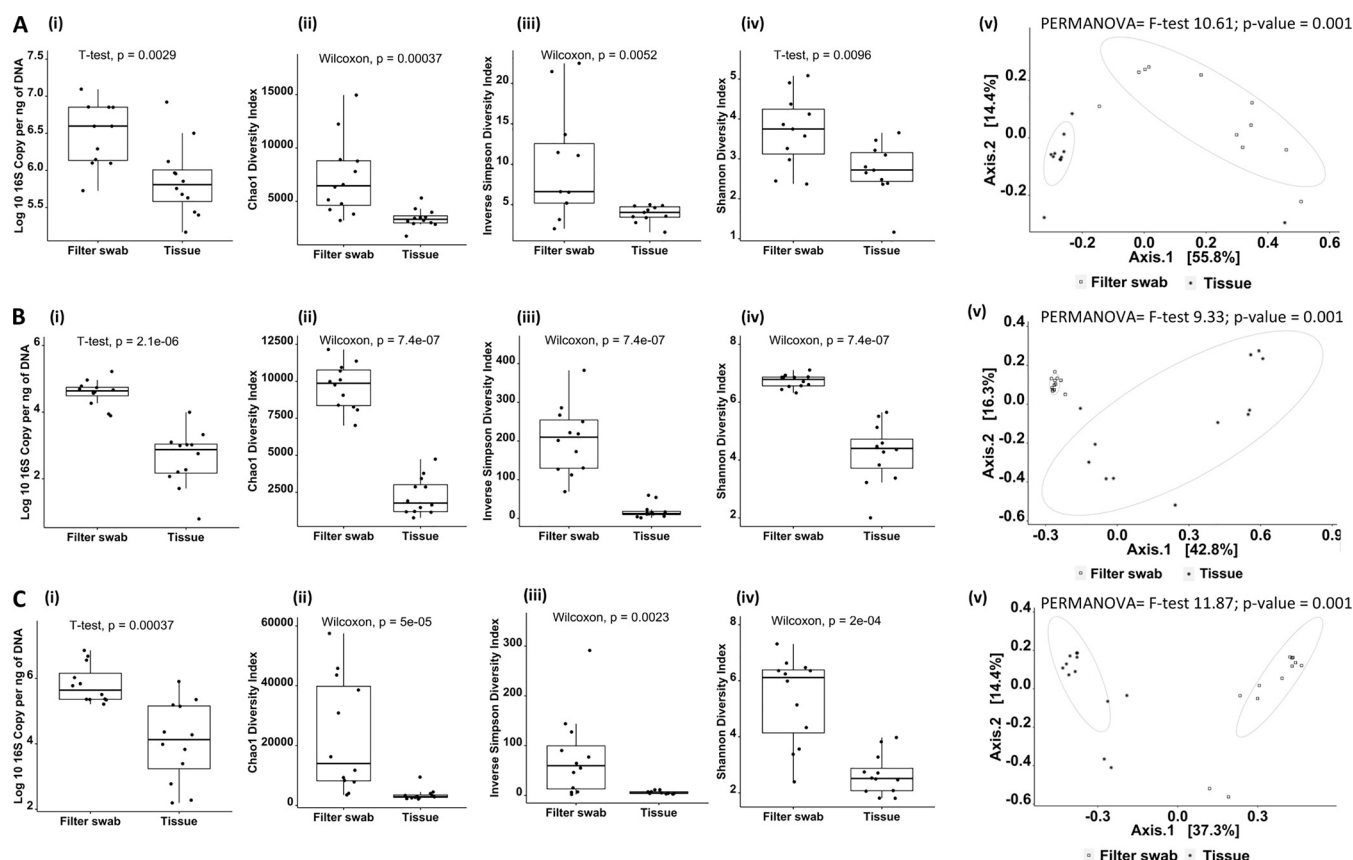 A
(i)
T-test, p = 0.0029
Log 10 16S Copy per ng of DNA
7.5
7.0
6.5
6.0
5.5
Filter swab Tissue
(ii)
Wilcoxon, p = 0.00037
Chao1 Diversity Index
15000
10000
5000
0
Filter swab Tissue
(iii)
Wilcoxon, p = 0.0052
Inverse Simpson Diversity Index
20
15
10
5
Filter swab Tissue
(iv)
T-test, p = 0.0096
Shannon Diversity Index
5
4
3
2
1
Filter swab Tissue
(v)
PERMANOVA= F-test 10.61; p-value = 0.001
Axis.2 [14.4%]
0.2
0.0
-0.2
-0.2 0.0 0.2 0.4 0.6
Axis.1 [55.8%]
Filter swab Tissue
B
(i)
T-test, p = 2.1e-06
Log 10 16S Copy per ng of DNA
6
4
2
Filter swab Tissue
(ii)
Wilcoxon, p = 7.4e-07
Chao1 Diversity Index
12500
10000
7500
5000
2500
0
Filter swab Tissue
(iii)
Wilcoxon, p = 7.4e-07
Inverse Simpson Diversity Index
400
300
200
100
0
Filter swab Tissue
(iv)
Wilcoxon, p = 7.4e-07
Shannon Diversity Index
8
6
4
2
Filter swab Tissue
(v)
PERMANOVA= F-test 9.33; p-value = 0.001
Axis.2 [16.3%]
0.4
0.2
0.0
-0.2
-0.4
-0.6
-0.3 0.0 0.3 0.6 0.9
Axis.1 [42.8%]
Filter swab Tissue
C
(i)
T-test, p = 0.00037
Log 10 16S Copy per ng of DNA
8
6
4
2
Filter swab Tissue
(ii)
Wilcoxon, p = 5e-05
Chao1 Diversity Index
60000
40000
20000
0
Filter swab Tissue
(iii)
Wilcoxon, p = 0.0023
Inverse Simpson Diversity Index
300
200
100
0
Filter swab Tissue
(iv)
Wilcoxon, p = 2e-04
Shannon Diversity Index
8
6
4
2
Filter swab Tissue
(v)
PERMANOVA= F-test 11.87; p-value = 0.001
Axis.2 [14.4%]
0.4
0.2
0.0
-0.2
-0.4
-0.6
-0.3 0.0 0.3
Axis.1 [37.3%]
Filter swab Tissue